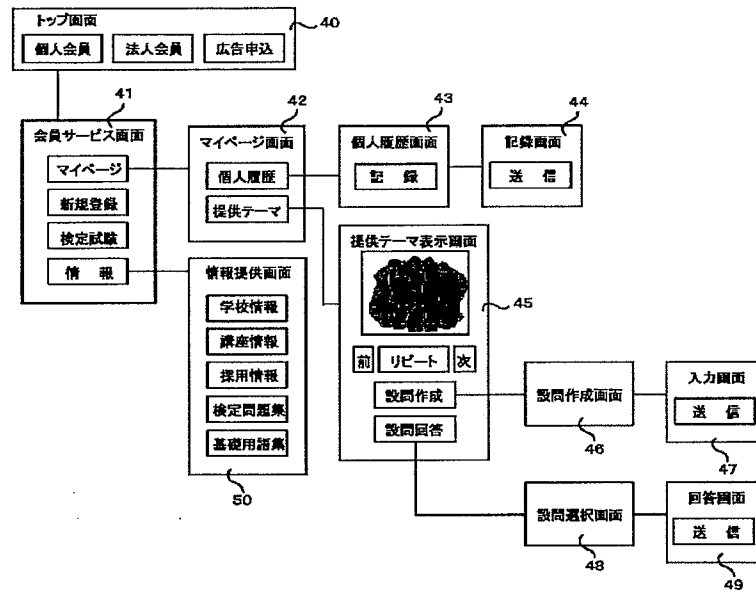 トップ画面
40
個人会員 法人会員 広告申込
41
会員サービス画面
マイページ
新規登録
検定試験
情 報
42
マイページ画面
個人履歴
提供テーマ
43
個人履歴画面
記 録
44
記録画面
送 信
提供テーマ表示画面
45
前 リピート 次
設問作成
設問回答
情報提供画面
学校情報
講座情報
採用情報
検定問題集
基礎用語集
50
設問作成画面
46
入力画面
送 信
47
設問選択画面
48
回答画面
送 信
49